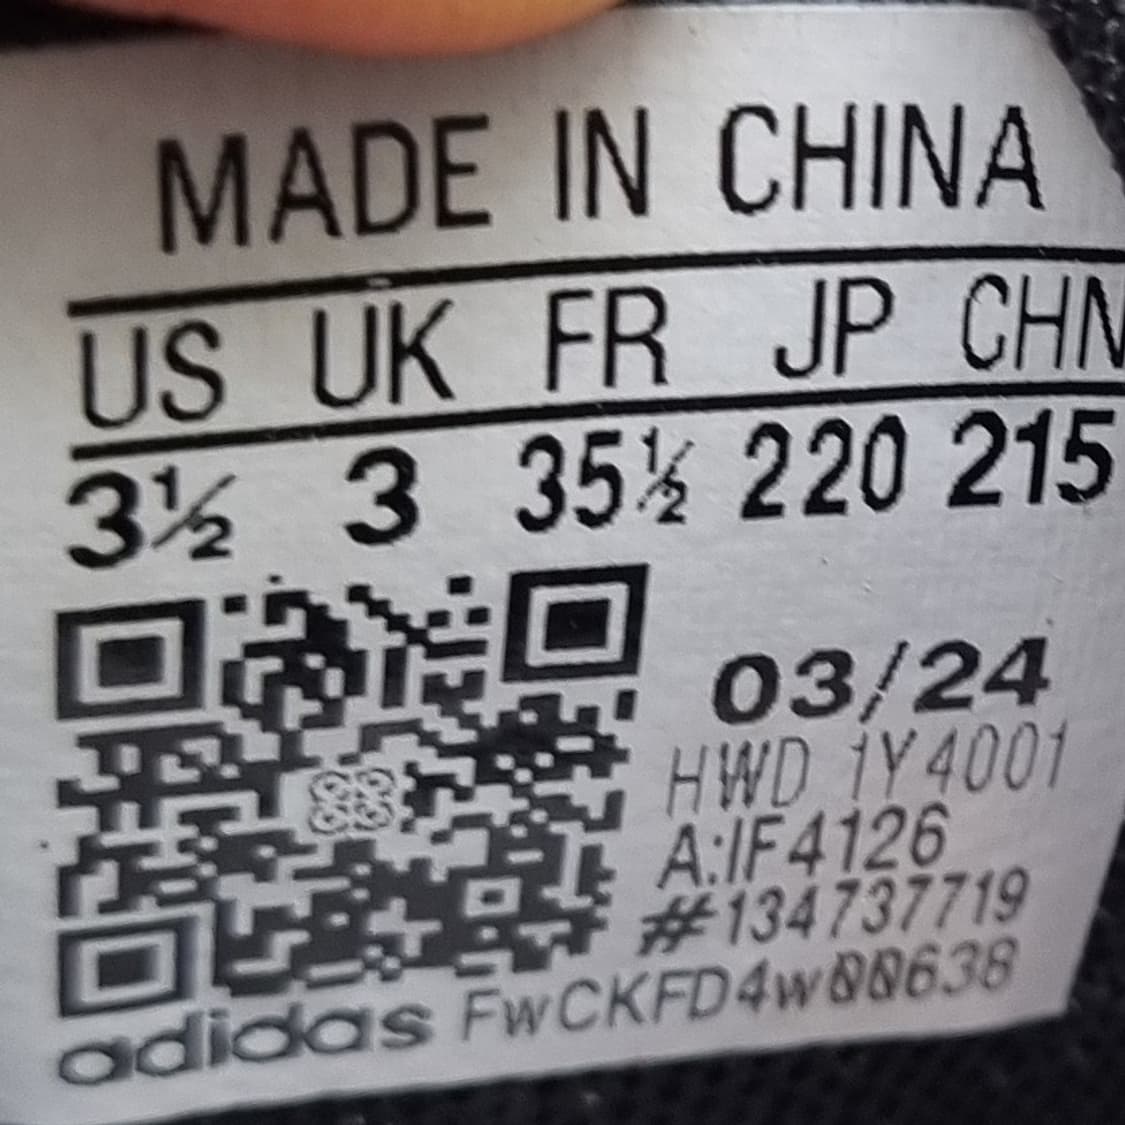 MADE IN CHINA
US UK FR JP CHN
3½ 3 35½ 220 215
03/24
HWD 1Y4001
A:IF4126
#134737719
adidas FwCKFD4w00638